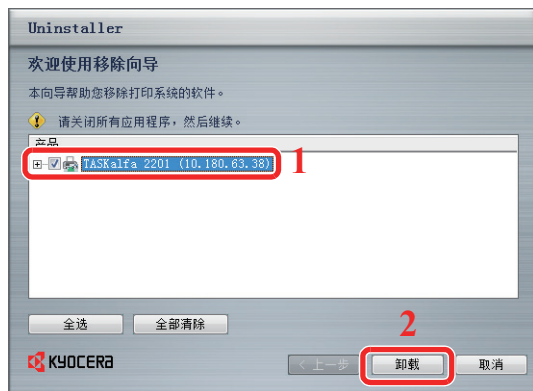 Uninstaller
欢迎使用移除向导
本向导帮助您移除打印系统的软件。
请关闭所有应用程序，然后继续。
产品
TASKalfa 2201 (10.180.63.38)
1
全选 全部清除
2
KYOCERA
< 上一步 卸载 取消